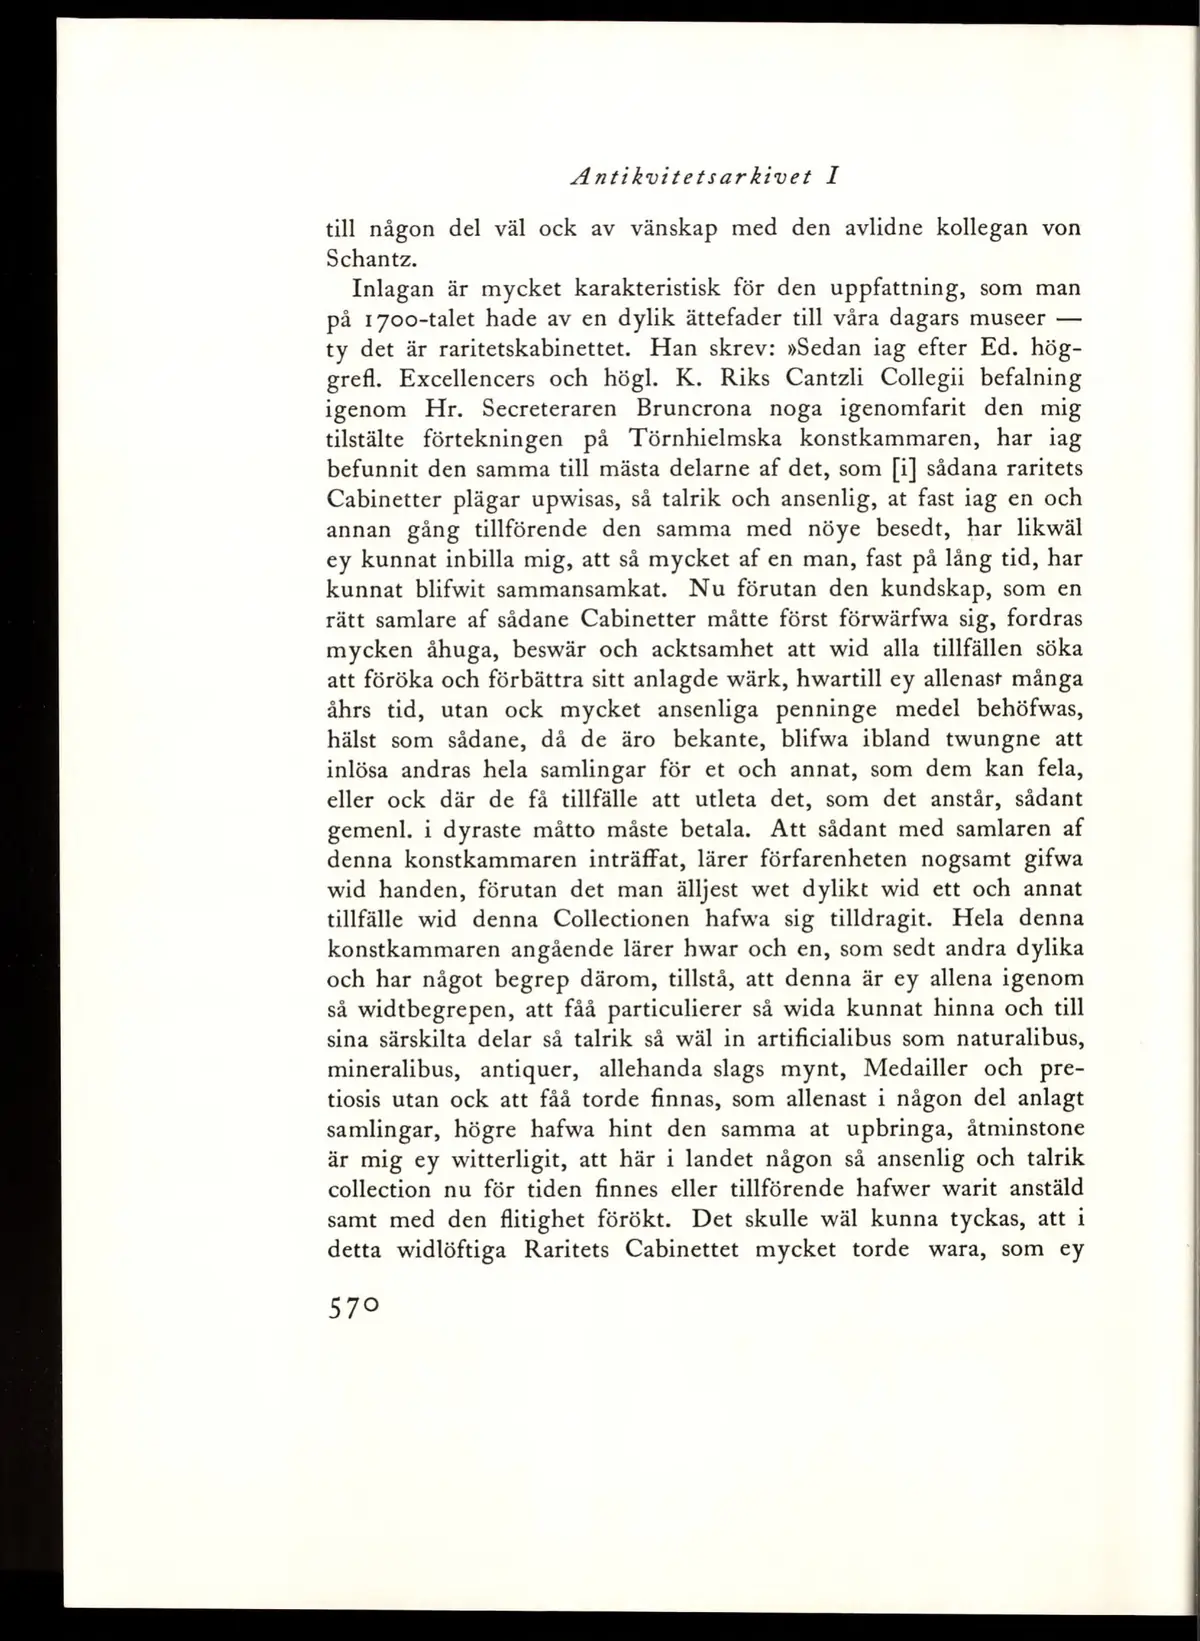 Antikvitetsarkivet I
till någon del väl ock av vänskap med den avlidne kollegan von
Schantz.
Inlagan är mycket karakteristisk för den uppfattning, som man
på 1700-talet hade av en dylik ättefader till våra dagars museer —
ty det är raritetskabinettet. Han skrev: »Sedan iag efter Ed. hög-
grefl. Excellencers och högl. K. Riks Cantzli Collegii befalning
igenom Hr. Secreteraren Bruncrona noga igenomfarit den mig
tilstälte förtekningen på Törnhielmska konstkammaren, har iag
befunnit den samma till mästa delarne af det, som [i] sådana raritets
Cabinetter plägar upwisas, så talrik och ansenlig, at fast iag en och
annan gång tillförende den samma med nöye besedt, har likwäl
ey kunnat inbilla mig, att så mycket af en man, fast på lång tid, har
kunnat blifwit sammansamkat. Nu förutan den kundskap, som en
rätt samlare af sådane Cabinetter måtte först förwärfwa sig, fordras
mycken åhuga, beswär och acktsamhet att wid alla tillfällen söka
att föröka och förbättra sitt anlagde wärk, hwartill ey allenast många
åhrs tid, utan ock mycket ansenliga penninge medel behöfwas,
hälst som sådane, då de äro bekante, blifwa ibland twungne att
inlösa andras hela samlingar för et och annat, som dem kan fela,
eller ock där de få tillfälle att utleta det, som det anstår, sådant
gemenl. i dyraste måtto måste betala. Att sådant med samlaren af
denna konstkammaren inträffat, lärer förfarenheten nogsamt gifwa
wid handen, förutan det man älljest wet dylikt wid ett och annat
tillfälle wid denna Collectionen hafwa sig tilldragit. Hela denna
konstkammaren angående lärer hwar och en, som sedt andra dylika
och har något begrep därom, tillstå, att denna är ey allena igenom
så widtbegrepen, att fåå particulierer så wida kunnat hinna och till
sina särskilta delar så talrik så wäl in artificialibus som naturalibus,
mineralibus, antiquer, allehanda slags mynt, Medailler och pre-
tiosis utan ock att fåå torde finnas, som allenast i någon del anlagt
samlingar, högre hafwa hint den samma at upbringa, åtminstone
är mig ey witterligit, att här i landet någon så ansenlig och talrik
collection nu för tiden finnes eller tillförende hafwer warit anstäld
samt med den flitighet förökt. Det skulle wäl kunna tyckas, att i
detta widlöftiga Raritets Cabinettet mycket torde wara, som ey
570